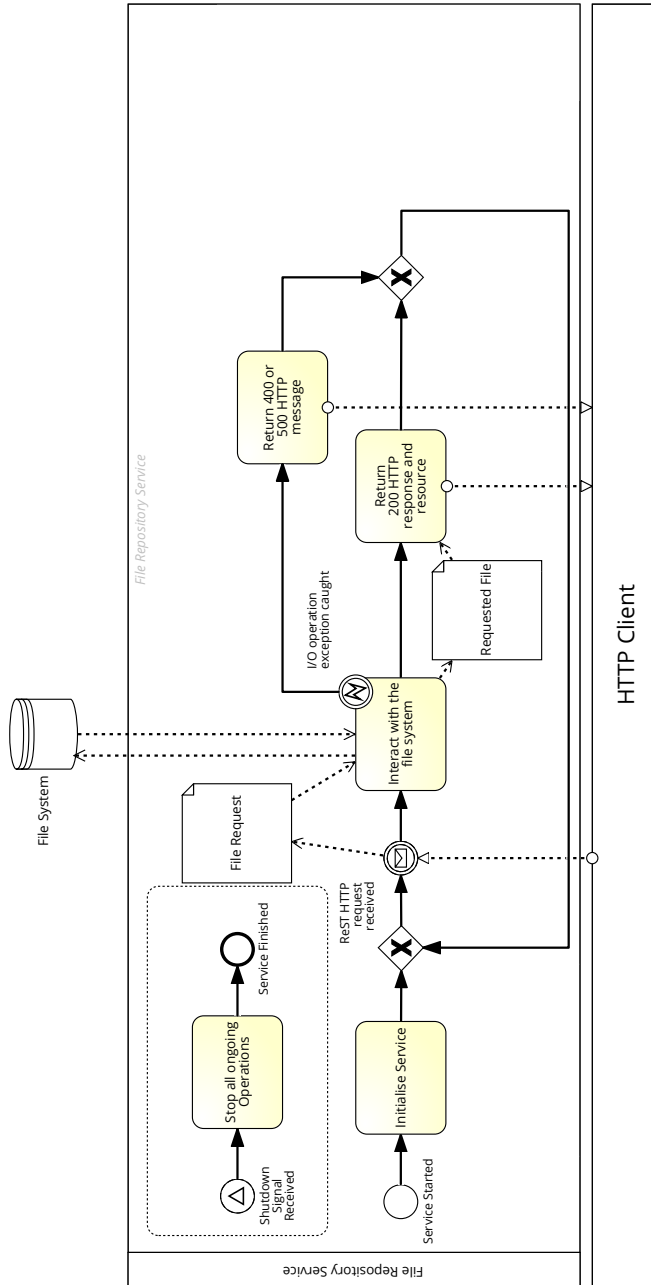 File Repository Service
File Repository Service
File System
Shutdown
Signal
Received
Stop all ongoing
Operations
Service Finished
File Request
I/O operation
exception caught
Return 400 or
500 HTTP
message
Service Started
Initialise Service
ReST HTTP
request
received
Interact with the
file system
Return
200 HTTP
response and
resource
Requested File
HTTP Client